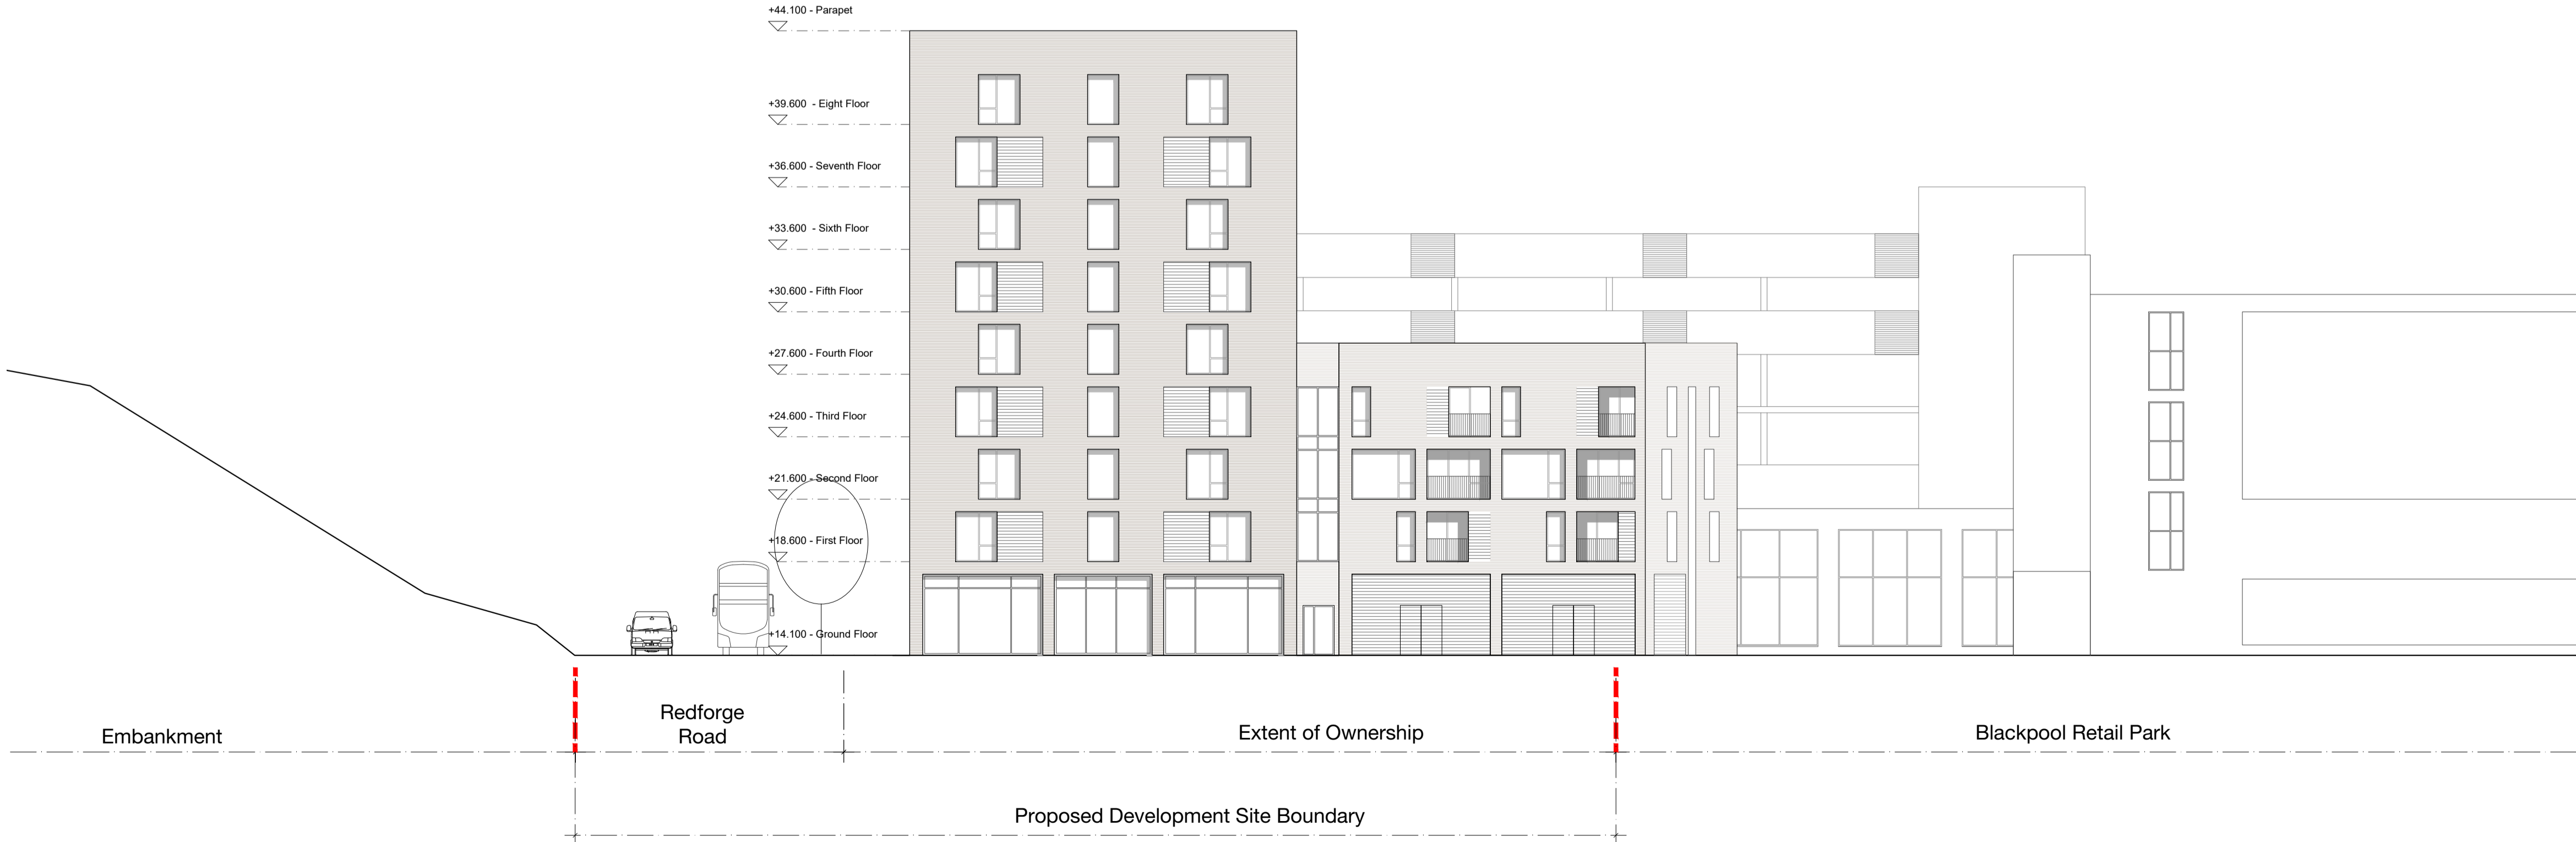 +44.100 - Parapet
+39.600 - Eight Floor
+36.600 - Seventh Floor
+33.600 - Sixth Floor
+30.600 - Fifth Floor
+27.600 - Fourth Floor
+24.600 - Third Floor
+21.600 - Second Floor
+18.600 - First Floor
+14.100 - Ground Floor
Embankment
Redforge
Road
Extent of Ownership
Blackpool Retail Park
Proposed Development Site Boundary